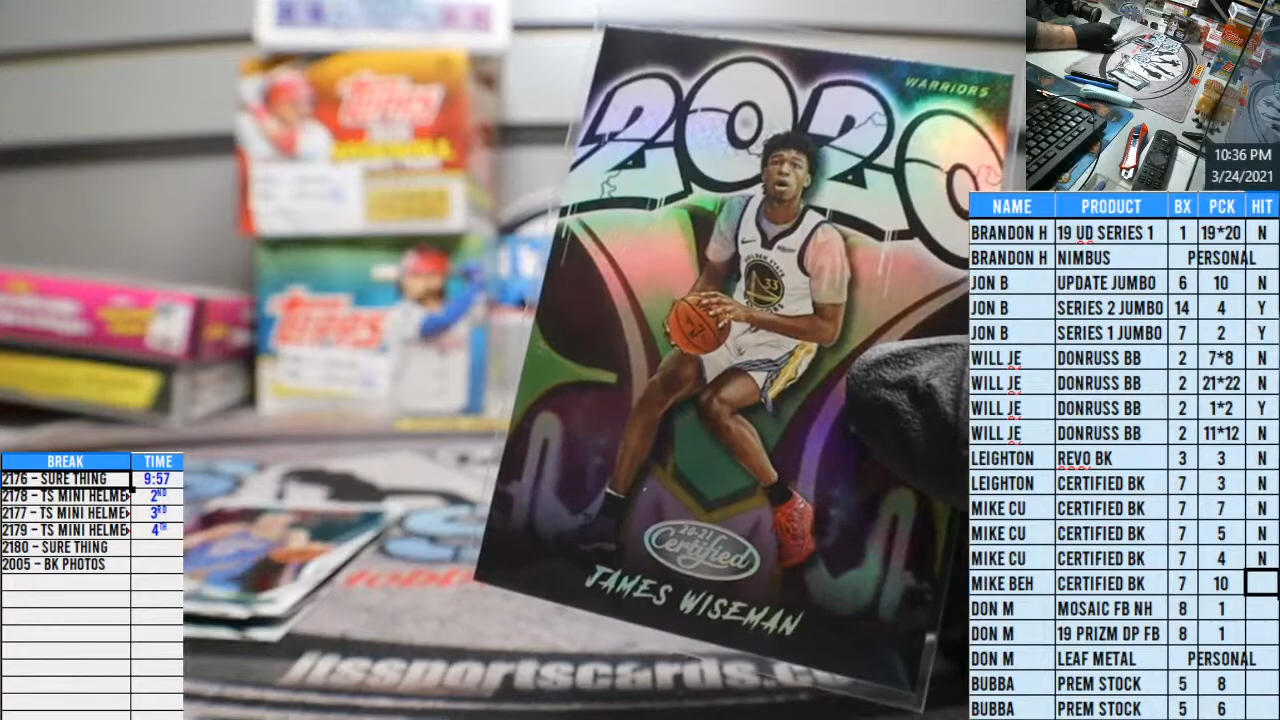 10:36 PM
3/24/2021
NAME PRODUCT BX PCK HIT
BRANDON H 19 UD SERIES 1 1 19*20 N
BRANDON H NIMBUS PERSONAL
JON B UPDATE JUMBO 6 10 N
JON B SERIES 2 JUMBO 14 4 Y
JON B SERIES 1 JUMBO 7 2 Y
WILL JE DONRUSS BB 2 7*8 N
WILL JE DONRUSS BB 2 21*22 N
WILL JE DONRUSS BB 2 1*2 Y
WILL JE DONRUSS BB 2 11*12 N
LEIGHTON REVO BK 3 3 N
LEIGHTON CERTIFIED BK 7 3 N
MIKE CU CERTIFIED BK 7 7 N
MIKE CU CERTIFIED BK 7 5 N
MIKE CU CERTIFIED BK 7 4 N
MIKE BEH CERTIFIED BK 7 10
DON M MOSAIC FB NH 8 1
DON M 19 PRIZM DP FB 8 1
DON M LEAF METAL PERSONAL
BUBBA PREM STOCK 5 8
BUBBA PREM STOCK 5 6
BREAK TIME
2176 - SURE THING 9:57
2178 - TS MINI HELME 2ND
2177 - TS MINI HELME 3RD
2179 - TS MINI HELME 4TH
2180 - SURE THING
2005 - BK PHOTOS
WARRIORS
2020
GOLDEN STATE
33
WARRIORS
20-21
Certified
JAMES WISEMAN
Topps
Topps
itssportscards.c